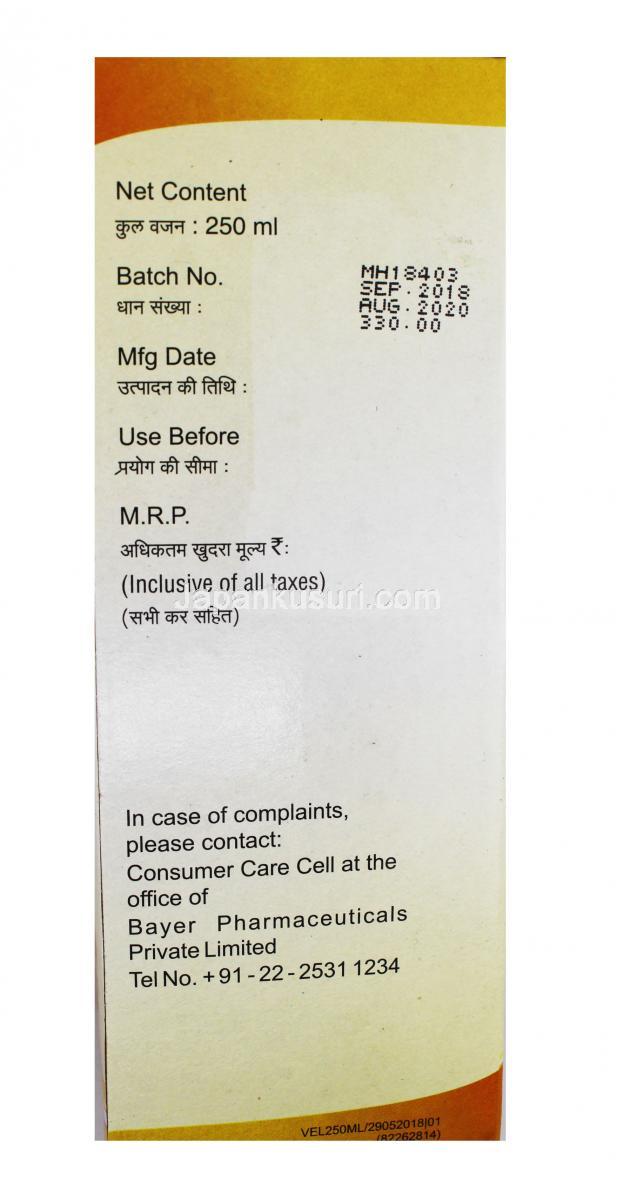 Net Content
कुल वजन : 250 ml
Batch No.
धान संख्या :
MH18403
SEP. 2018
AUG. 2020
330.00
Mfg Date
उत्पादन की तिथि :
Use Before
प्रयोग की सीमा :
M.R.P.
अधिकतम खुदरा मूल्य ₹:
(Inclusive of all taxes)
Japankusuri.com
(सभी कर सहित)
In case of complaints,
please contact:
Consumer Care Cell at the
office of
Bayer Pharmaceuticals
Private Limited
Tel No. +91-22-2531 1234
VEL250ML/29052018|01
(82262814)